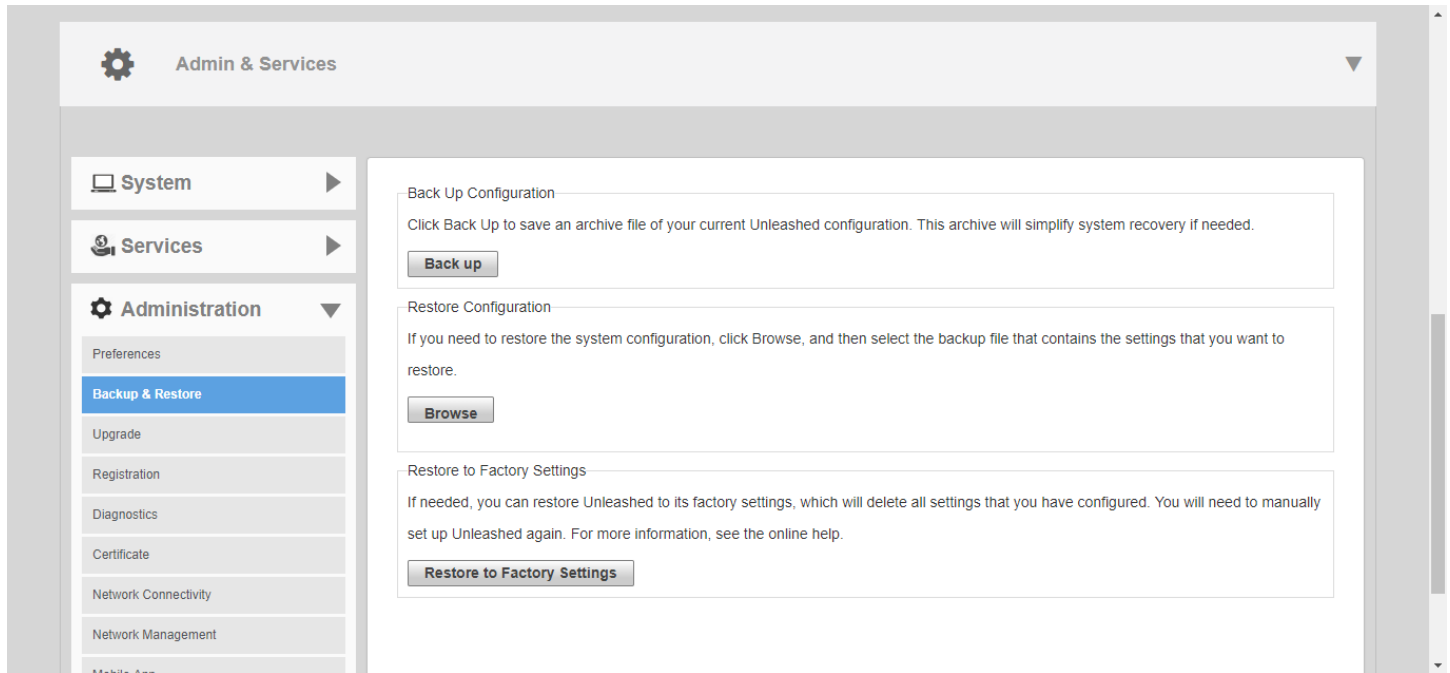 Admin & Services
System
Services
Administration
Preferences
Backup & Restore
Upgrade
Registration
Diagnostics
Certificate
Network Connectivity
Network Management
Mobile App
Back Up Configuration
Click Back Up to save an archive file of your current Unleashed configuration. This archive will simplify system recovery if needed.
Back up
Restore Configuration
If you need to restore the system configuration, click Browse, and then select the backup file that contains the settings that you want to
restore.
Browse
Restore to Factory Settings
If needed, you can restore Unleashed to its factory settings, which will delete all settings that you have configured. You will need to manually
set up Unleashed again. For more information, see the online help.
Restore to Factory Settings